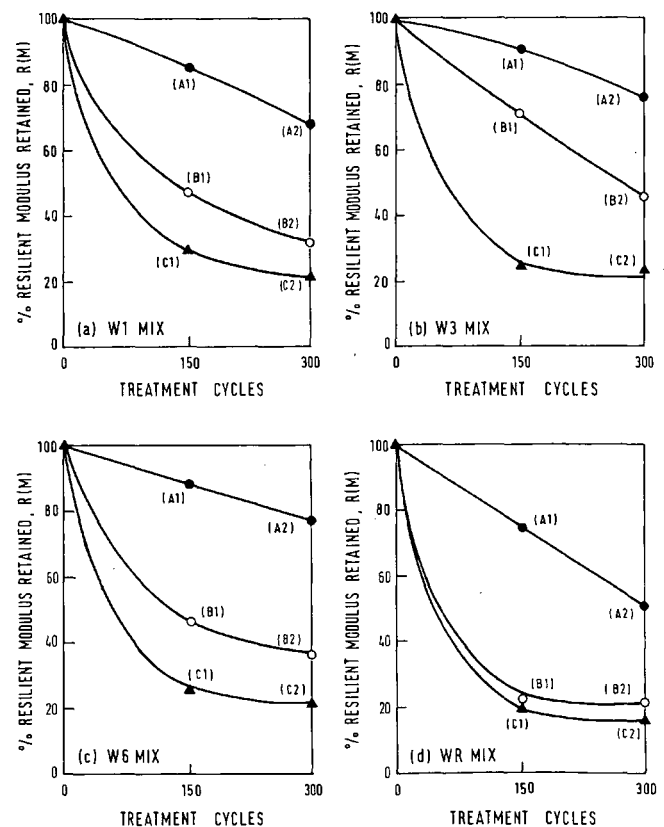 % RESILIENT MODULUS RETAINED, R(M)
100
80
60
40
20
0
(A1)
(A2)
(B1)
(B2)
(C1)
(C2)
(a) W1 MIX
0 150 300
TREATMENT CYCLES
% RESILIENT MODULUS RETAINED, R(M)
100
80
60
40
20
0
(A1)
(A2)
(B1)
(B2)
(C1)
(C2)
(b) W3 MIX
0 150 300
TREATMENT CYCLES
% RESILIENT MODULUS RETAINED, R(M)
100
80
60
40
20
0
(A1)
(A2)
(B1)
(B2)
(C1)
(C2)
(c) W6 MIX
0 150 300
TREATMENT CYCLES
% RESILIENT MODULUS RETAINED, R(M)
100
80
60
40
20
0
(A1)
(A2)
(B1)
(B2)
(C1)
(C2)
(d) WR MIX
0 150 300
TREATMENT CYCLES